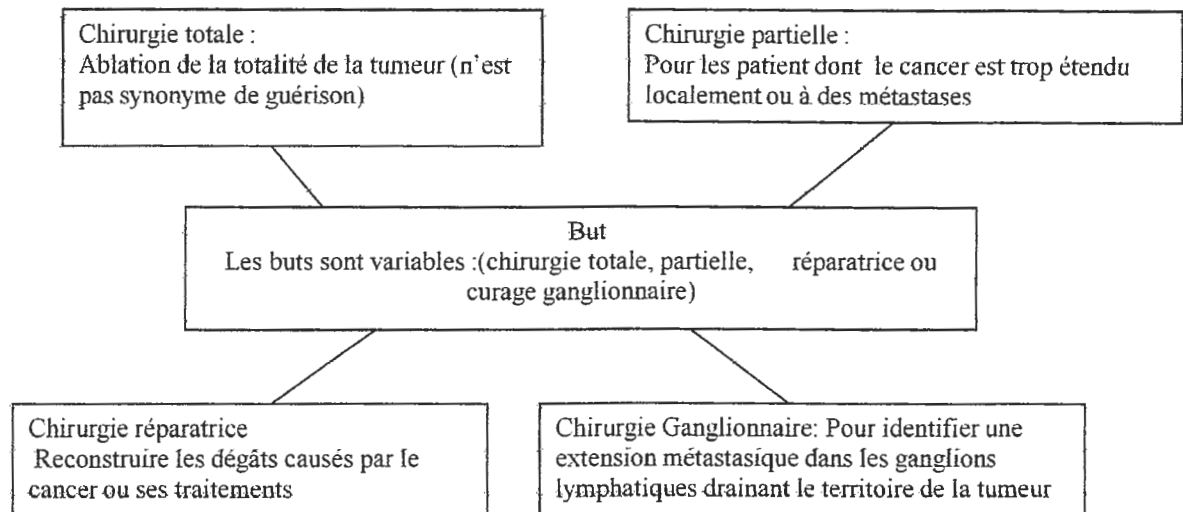 Chirurgie totale :
Ablation de la totalité de la tumeur (n'est
pas synonyme de guérison)
Chirurgie partielle :
Pour les patient dont le cancer est trop étendu
localement ou à des métastases
But
Les buts sont variables :(chirurgie totale, partielle, réparatrice ou
curage ganglionnaire)
Chirurgie réparatrice
Reconstruire les dégâts causés par le
cancer ou ses traitements
Chirurgie Ganglionnaire: Pour identifier une
extension métastasique dans les ganglions
lymphatiques drainant le territoire de la tumeur